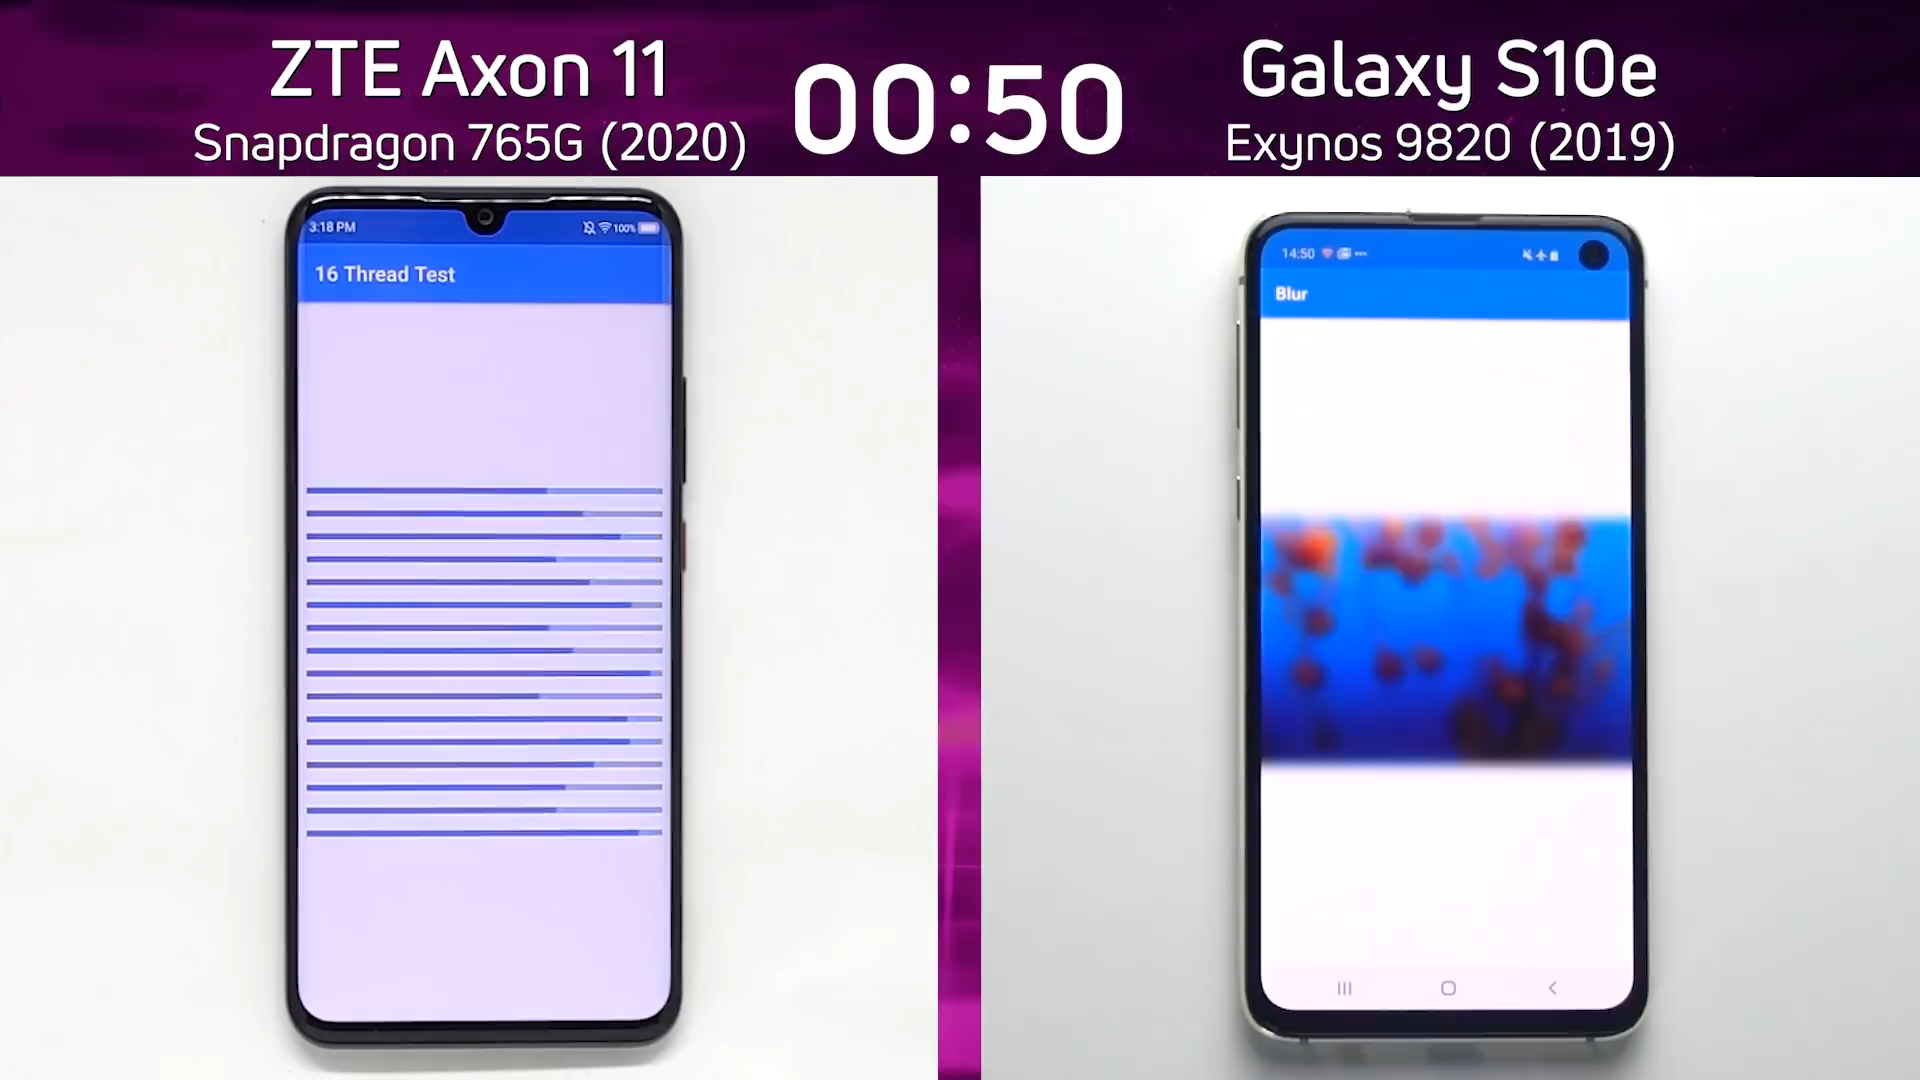 ZTE Axon 11
Snapdragon 765G (2020)
00:50
Galaxy S10e
Exynos 9820 (2019)
3:18 PM
100%
16 Thread Test
14:50
Blur